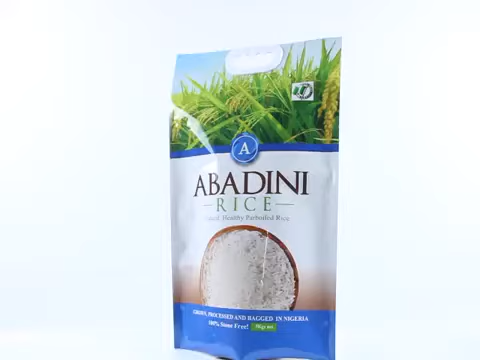 A
ABADINI
RICE
Healthy Parboiled Rice
GROWN, PROCESSED AND BAGGED IN NIGERIA
100% Stone Free!